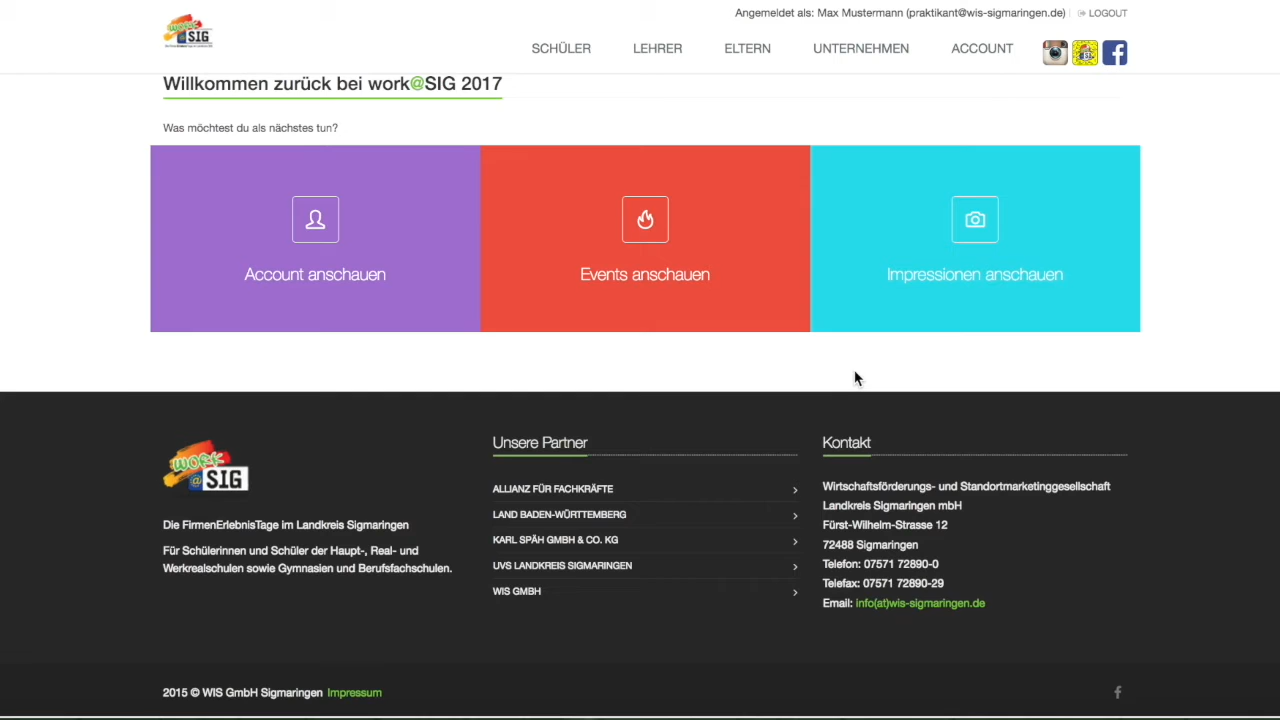 Angemeldet als: Max Mustermann (praktikant@wis-sigmaringen.de)
LOGOUT
WORK
@ SIG
SCHÜLER
LEHRER
ELTERN
UNTERNEHMEN
ACCOUNT
Willkommen zurück bei work@SIG 2017
Was möchtest du als nächstes tun?
Account anschauen
Events anschauen
Impressionen anschauen
WORK
@ SIG
Die FirmenErlebnisTage im Landkreis Sigmaringen
Für Schülerinnen und Schüler der Haupt-, Real- und
Werkrealschulen sowie Gymnasien und Berufsfachschulen.
Unsere Partner
ALLIANZ FÜR FACHKRÄFTE
LAND BADEN-WÜRTTEMBERG
KARL SPÄH GMBH & CO. KG
UVS LANDKREIS SIGMARINGEN
WIS GMBH
Kontakt
Wirtschaftsförderungs- und Standortmarketinggesellschaft
Landkreis Sigmaringen mbH
Fürst-Wilhelm-Strasse 12
72488 Sigmaringen
Telefon: 07571 72890-0
Telefax: 07571 72890-29
Email: info(at)wis-sigmaringen.de
2015 © WIS GmbH Sigmaringen Impressum